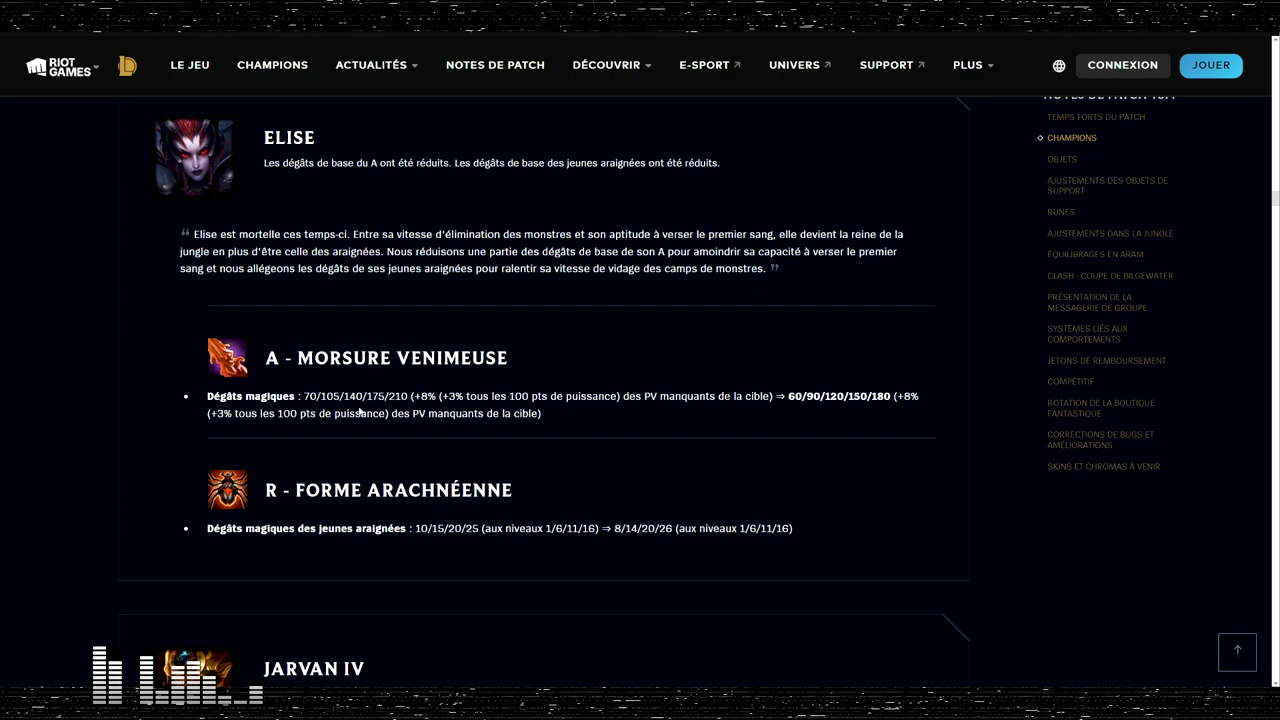 RIOT GAMES
LE JEU
CHAMPIONS
ACTUALITÉS
NOTES DE PATCH
DÉCOUVRIR
E-SPORT
UNIVERS
SUPPORT
PLUS
CONNEXION
JOUER
ELISE
Les dégâts de base du A ont été réduits. Les dégâts de base des jeunes araignées ont été réduits.
“ Elise est mortelle ces temps-ci. Entre sa vitesse d'élimination des monstres et son aptitude à verser le premier sang, elle devient la reine de la
jungle en plus d'être celle des araignées. Nous réduisons une partie des dégâts de base de son A pour amoindrir sa capacité à verser le premier
sang et nous allégeons les dégâts de ses jeunes araignées pour ralentir sa vitesse de vidage des camps de monstres. ”
A - MORSURE VENIMEUSE
• Dégâts magiques : 70/105/140/175/210 (+8% (+3% tous les 100 pts de puissance) des PV manquants de la cible) ⇒ 60/90/120/150/180 (+8%
(+3% tous les 100 pts de puissance) des PV manquants de la cible)
R - FORME ARACHNÉENNE
• Dégâts magiques des jeunes araignées : 10/15/20/25 (aux niveaux 1/6/11/16) ⇒ 8/14/20/26 (aux niveaux 1/6/11/16)
JARVAN IV
TEMPS FORTS DU PATCH
CHAMPIONS
OBJETS
AJUSTEMENTS DES OBJETS DE
SUPPORT
RUNES
AJUSTEMENTS DANS LA JUNGLE
ÉQUILIBRAGES EN ARAM
CLASH - COUPE DE BILGEWATER
PRÉSENTATION DE LA
MESSAGERIE DE GROUPE
SYSTÈMES LIÉS AUX
COMPORTEMENTS
JETONS DE REMBOURSEMENT
COMPÉTITIF
ROTATION DE LA BOUTIQUE
FANTASTIQUE
CORRECTIONS DE BUGS ET
AMÉLIORATIONS
SKINS ET CHROMAS À VENIR